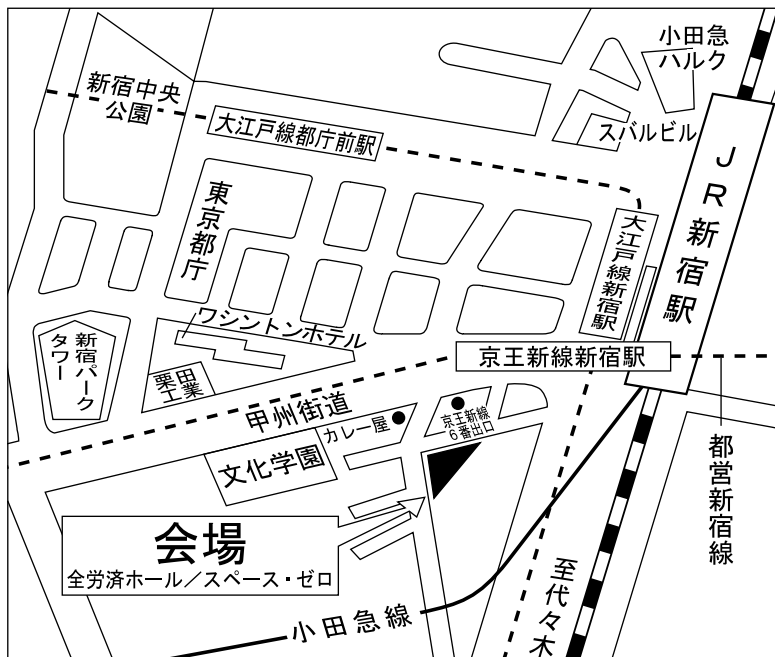 小田急
ハルク
新宿中央
公園
大江戸線都庁前駅
スバルビル
JR新宿駅
東京都庁
大江戸線新宿駅
ワシントンホテル
新宿パーク
タワー
京王新線新宿駅
栗田
工業
甲州街道
カレー屋
京王新線
6番出口
都営新宿線
文化学園
会場
全労済ホール／スペース・ゼロ
至代々木
小田急線